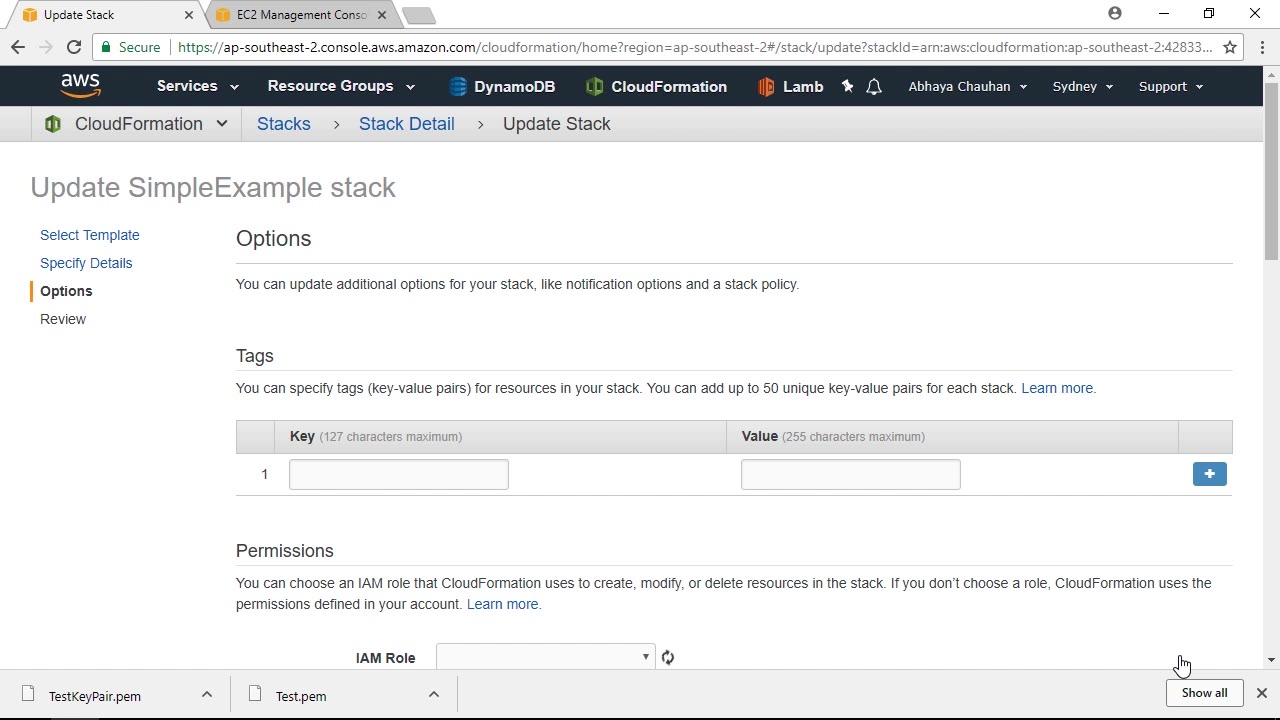 Update Stack
EC2 Management Conso
Secure https://ap-southeast-2.console.aws.amazon.com/cloudformation/home?region=ap-southeast-2#/stack/update?stackId=arn:aws:cloudformation:ap-southeast-2:42833...
aws Services Resource Groups DynamoDB CloudFormation Lamb Abhaya Chauhan Sydney Support
CloudFormation Stacks > Stack Detail > Update Stack
Update SimpleExample stack
Select Template
Specify Details
Options
Review
Options
You can update additional options for your stack, like notification options and a stack policy.
Tags
You can specify tags (key-value pairs) for resources in your stack. You can add up to 50 unique key-value pairs for each stack. Learn more.
Key (127 characters maximum) Value (255 characters maximum)
1
Permissions
You can choose an IAM role that CloudFormation uses to create, modify, or delete resources in the stack. If you don't choose a role, CloudFormation uses the
permissions defined in your account. Learn more.
IAM Role
TestKeyPair.pem Test.pem Show all